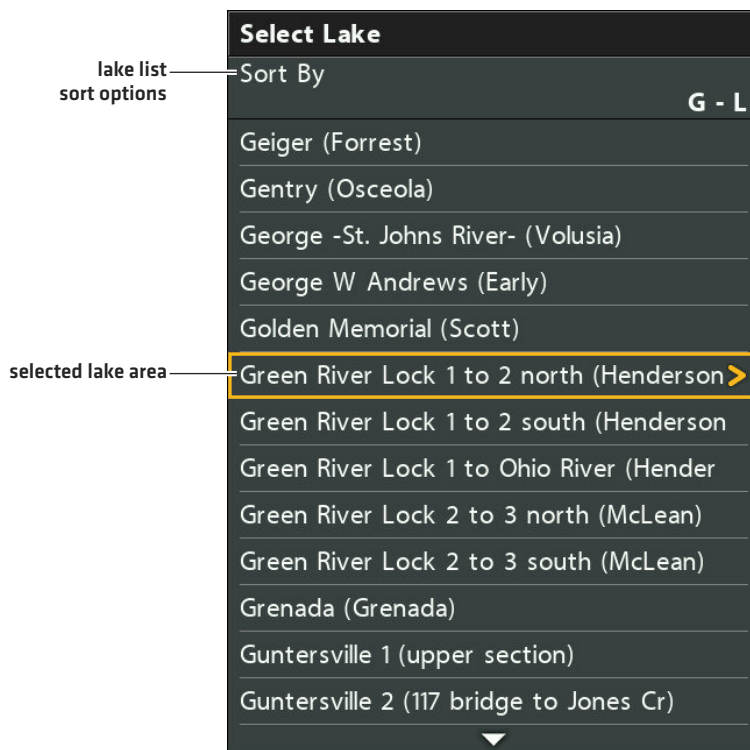 Select Lake
lake list
sort options
Sort By
G - L
Geiger (Forrest)
Gentry (Osceola)
George -St. Johns River- (Volusia)
George W Andrews (Early)
Golden Memorial (Scott)
selected lake area
Green River Lock 1 to 2 north (Henderson
Green River Lock 1 to 2 south (Henderson
Green River Lock 1 to Ohio River (Hender
Green River Lock 2 to 3 north (McLean)
Green River Lock 2 to 3 south (McLean)
Grenada (Grenada)
Guntersville 1 (upper section)
Guntersville 2 (117 bridge to Jones Cr)